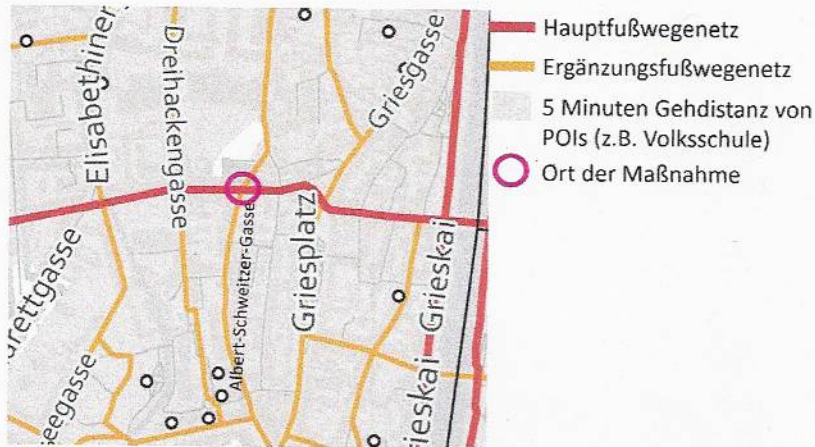 Elisabethiner
Dreihackengasse
Griesgasse
Albert-Schweitzer-Gasse
Griesplatz
Grieskai
Grieskai
Hauptfußwegenetz
Ergänzungsfußwegenetz
5 Minuten Gehdistanz von
POIs (z.B. Volksschule)
Ort der Maßnahme